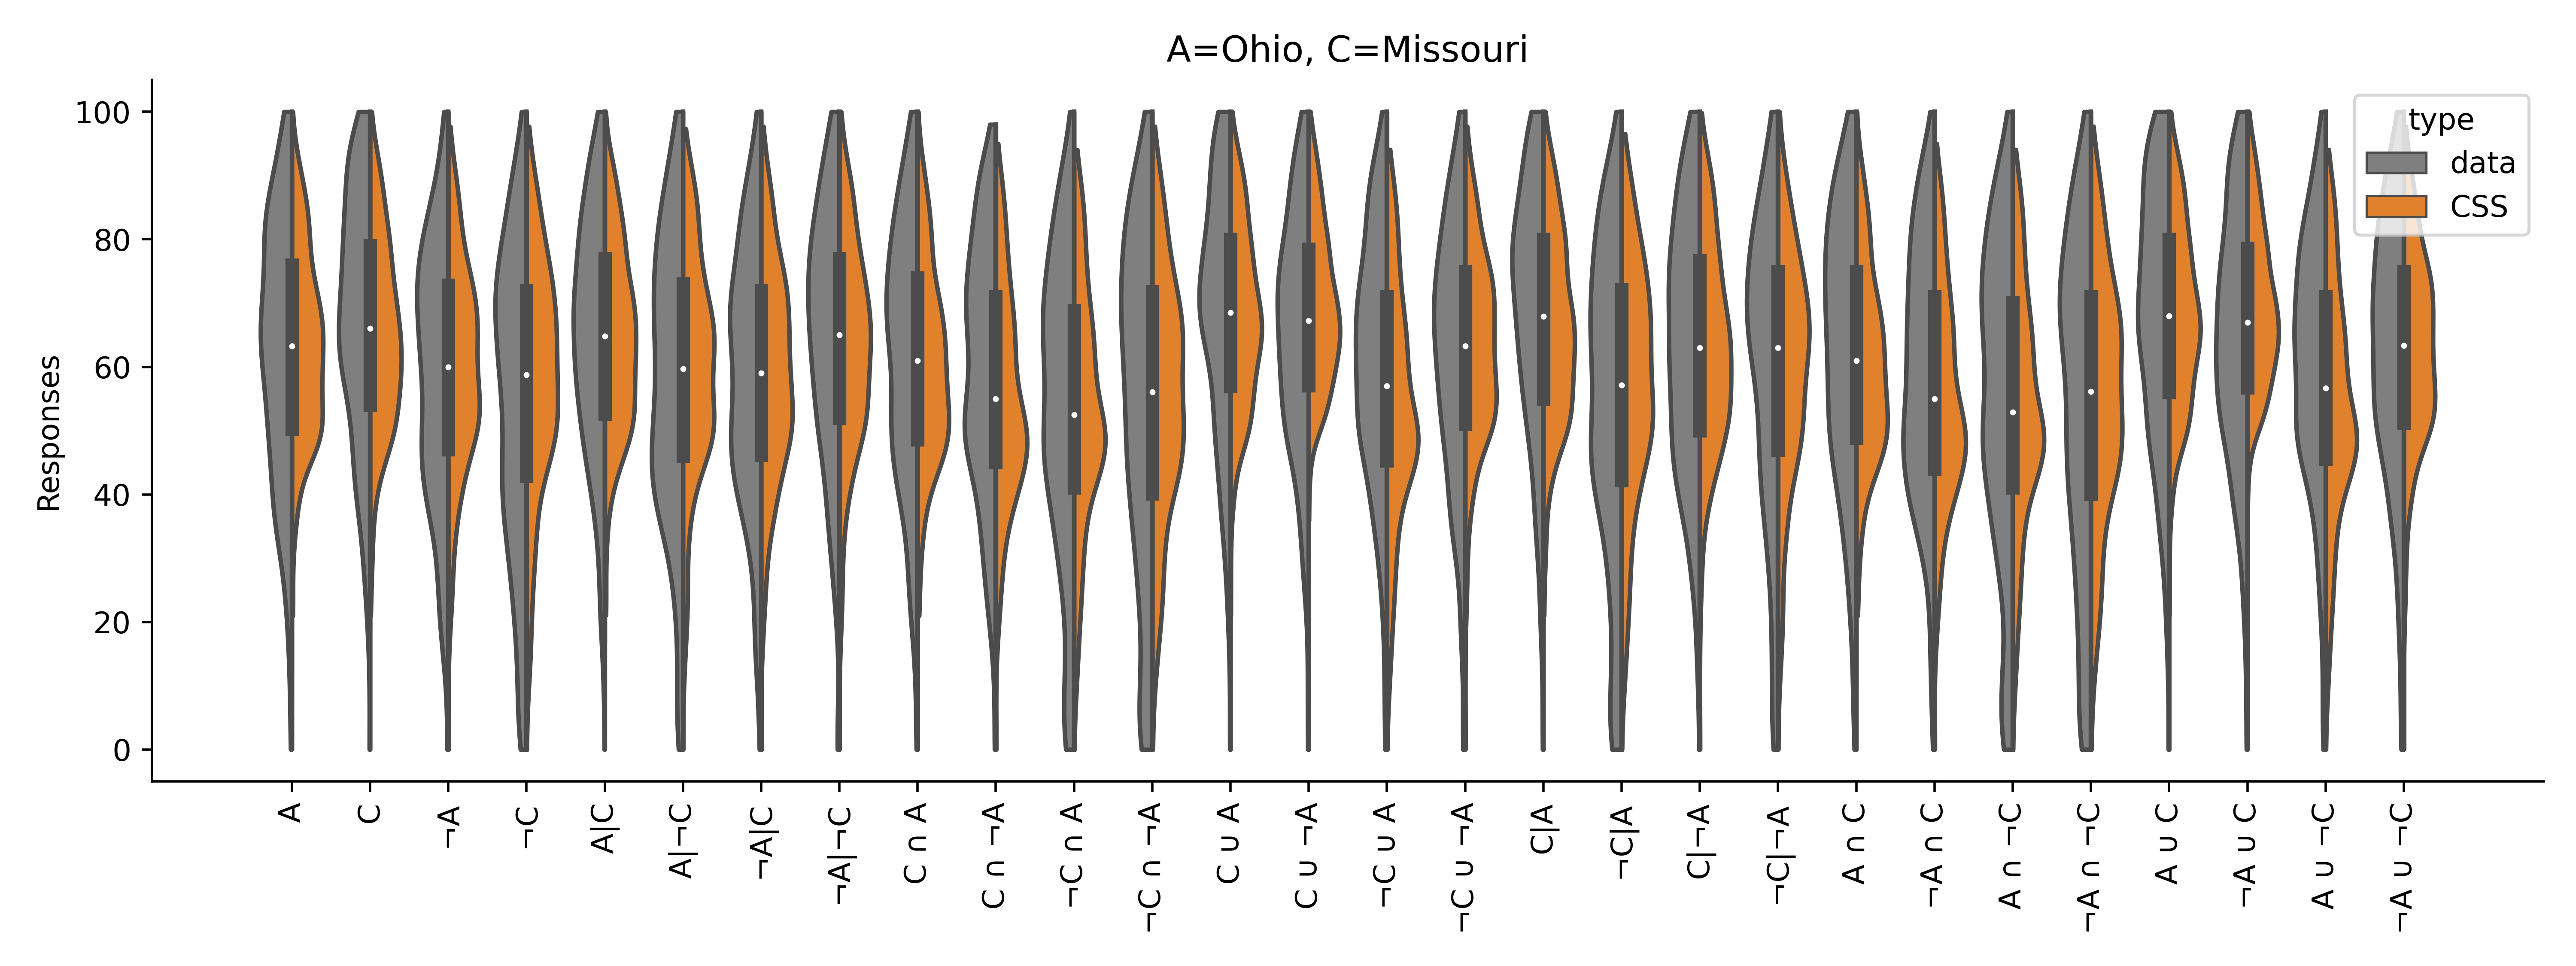 A=Ohio, C=Missouri
type
data
CSS
Responses
100
80
60
40
20
0
A
C
¬A
¬C
A|C
A|¬C
¬A|C
¬A|¬C
C ∩ A
C ∩ ¬A
¬C ∩ A
¬C ∩ ¬A
C ∪ A
C ∪ ¬A
¬C ∪ A
¬C ∪ ¬A
C|A
¬C|A
C|¬A
¬C|¬A
A ∩ C
¬A ∩ C
A ∩ ¬C
¬A ∩ ¬C
A ∪ C
¬A ∪ C
A ∪ ¬C
¬A ∪ ¬C